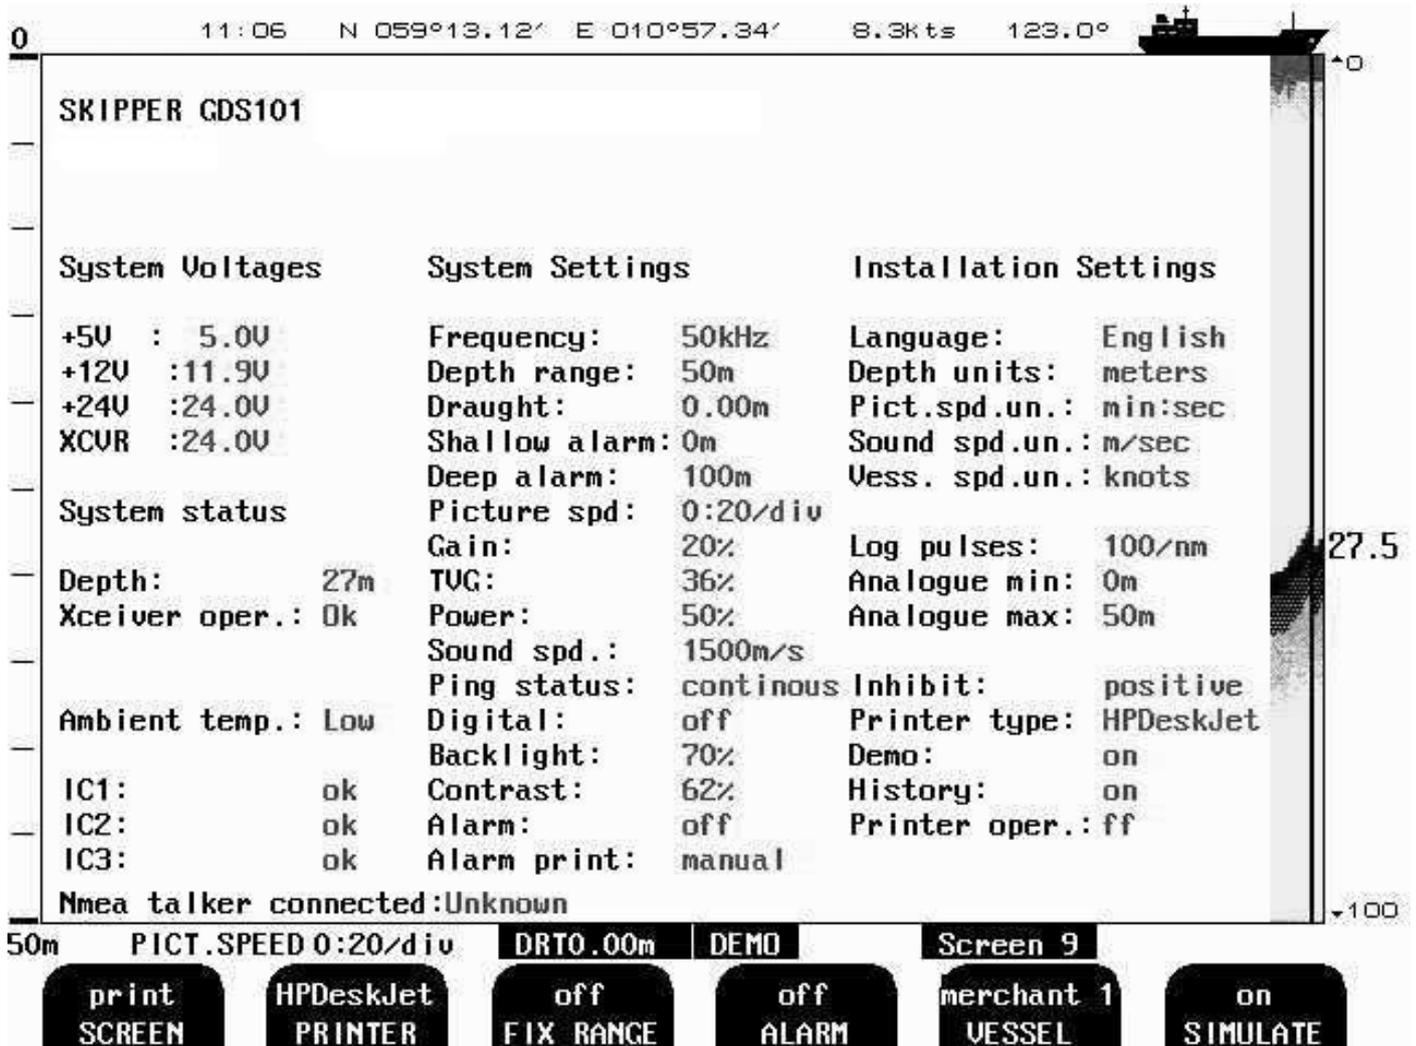 0 11:06 N 059°13.12′ E 010°57.34′ 8.3kts 123.0°
0
SKIPPER GDS101
System Voltages System Settings Installation Settings
+5V : 5.0V Frequency: 50kHz Language: English
+12V :11.9V Depth range: 50m Depth units: meters
+24V :24.0V Draught: 0.00m Pict.spd.un.: min:sec
XCVR :24.0V Shallow alarm: 0m Sound spd.un.: m/sec
Deep alarm: 100m Vess. spd.un.: knots
System status Picture spd: 0:20/div
Gain: 20% Log pulses: 100/nm 27.5
Depth: 27m TVG: 36% Analogue min: 0m
Xceiver oper.: Ok Power: 50% Analogue max: 50m
Sound spd.: 1500m/s
Ping status: continous Inhibit: positive
Ambient temp.: Low Digital: off Printer type: HPDeskJet
Backlight: 70% Demo: on
IC1: ok Contrast: 62% History: on
IC2: ok Alarm: off Printer oper.: ff
IC3: ok Alarm print: manual
Nmea talker connected:Unknown
100
50m PICT.SPEED 0:20/div DRT0.00m DEMO Screen 9
print HPDeskJet off off merchant 1 on
SCREEN PRINTER FIX RANGE ALARM VESSEL SIMULATE